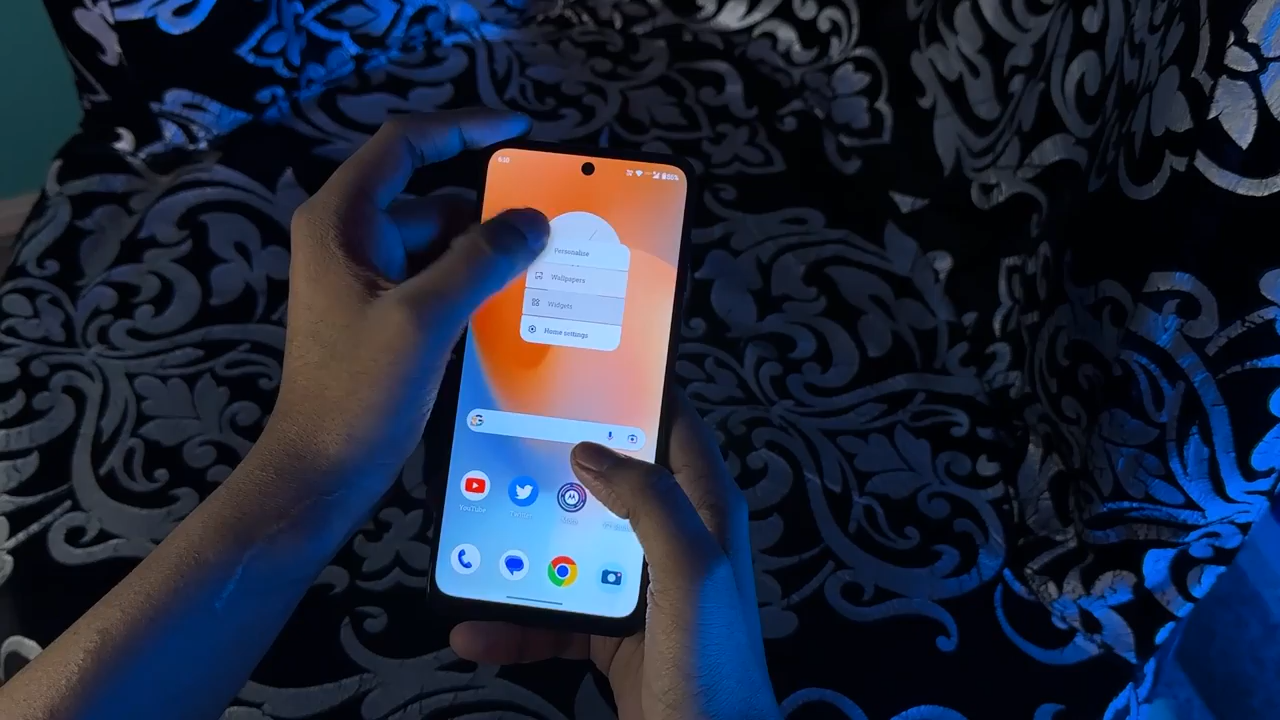 Personalise
Wallpapers
Widgets
Home settings
YouTube
Twitter